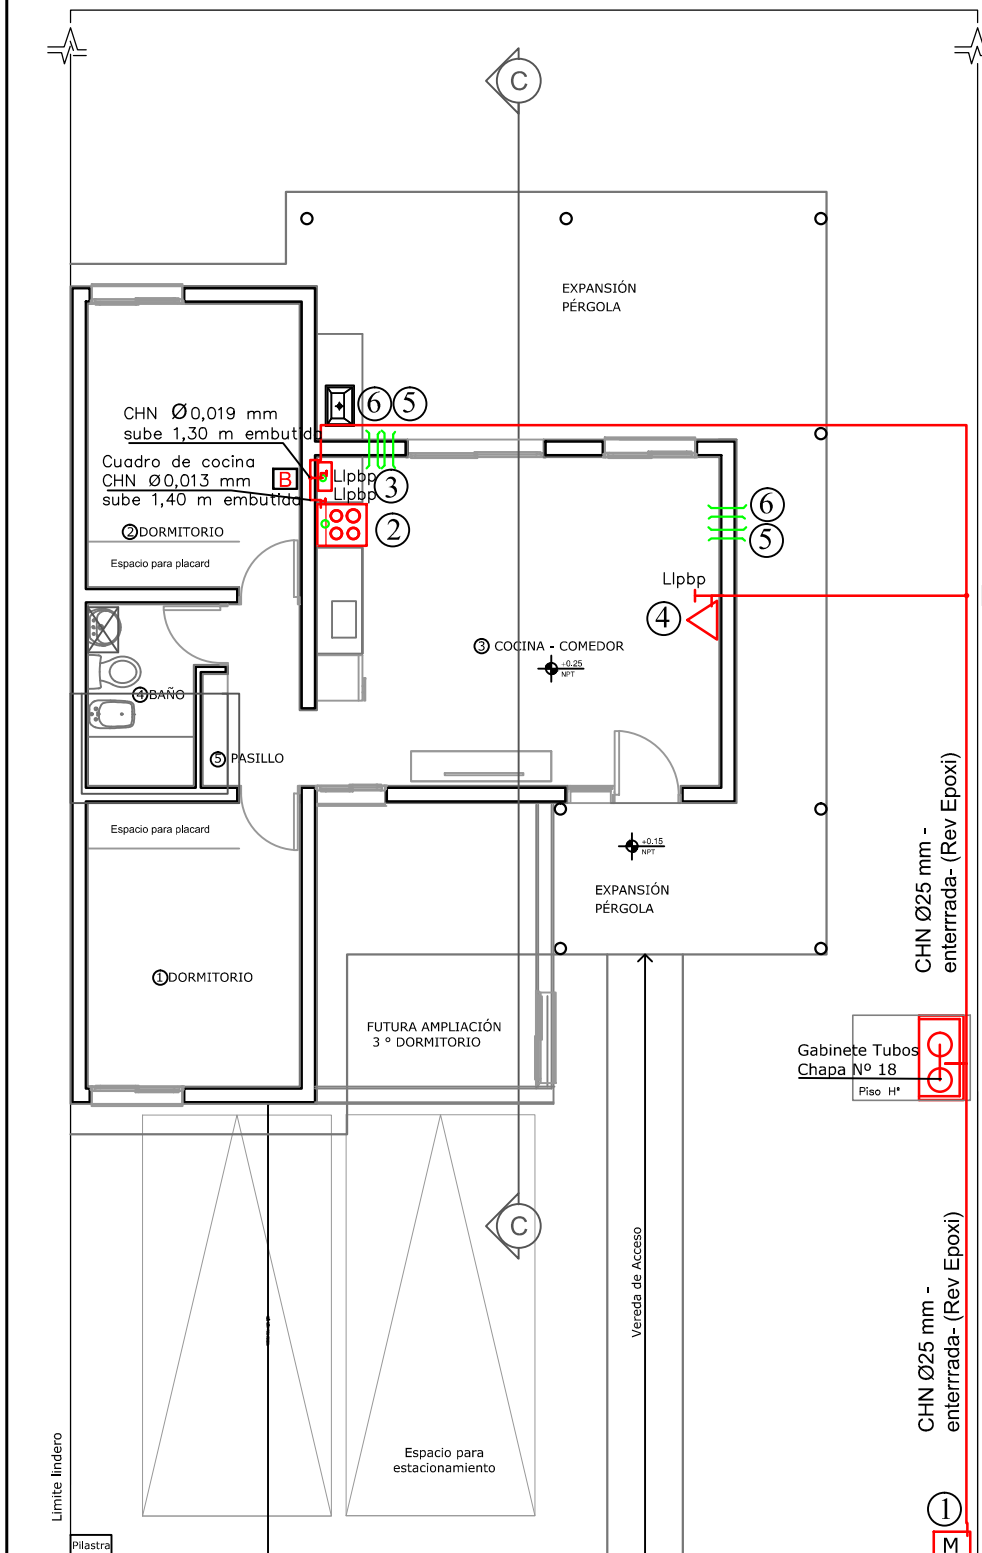 C
EXPANSIÓN
PÉRGOLA
6
5
CHN Ø0,019 mm
sube 1,30 m embutido
Cuadro de cocina
CHN Ø0,013 mm
sube 1,40 m embutido
B
Llpbp
Llpbp
3
2
2 DORMITORIO
Espacio para placard
6
5
Llpbp
4
3 COCINA - COMEDOR
+0.25
NPT
4 BAÑO
5 PASILLO
Espacio para placard
+0.15
NPT
EXPANSIÓN
PÉRGOLA
CHN Ø25 mm -
enterrrada- (Rev Epoxi)
1 DORMITORIO
FUTURA AMPLIACIÓN
3 º DORMITORIO
Gabinete Tubos
Chapa Nº 18
Piso Hº
C
Vereda de Acceso
CHN Ø25 mm -
enterrrada- (Rev Epoxi)
Espacio para
estacionamiento
Limite lindero
Pilastra
1
M